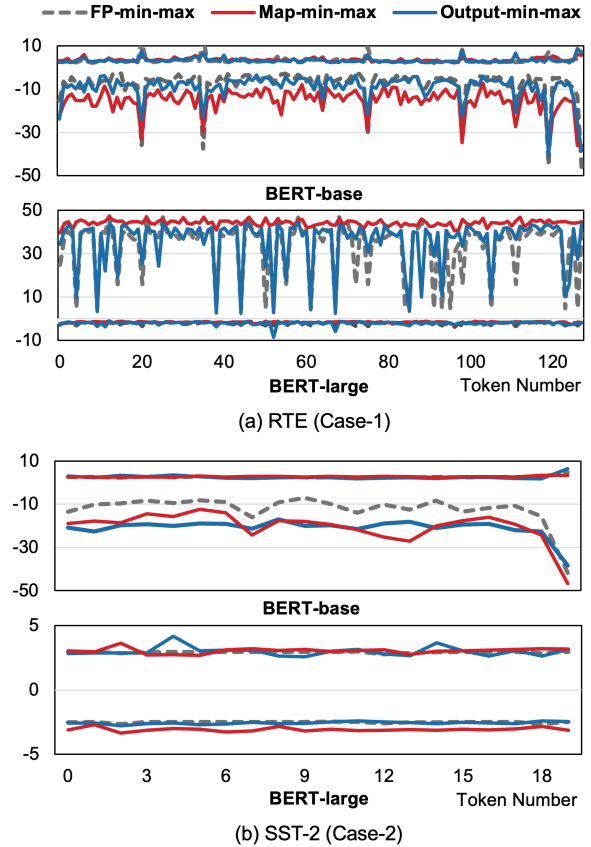 FP-min-max Map-min-max Output-min-max
10
-10
-30
-50
BERT-base
50
30
10
-10
0 20 40 60 80 100 120
BERT-large Token Number
(a) RTE (Case-1)
10
-10
-30
-50
BERT-base
5
0
-5
0 3 6 9 12 15 18
BERT-large Token Number
(b) SST-2 (Case-2)